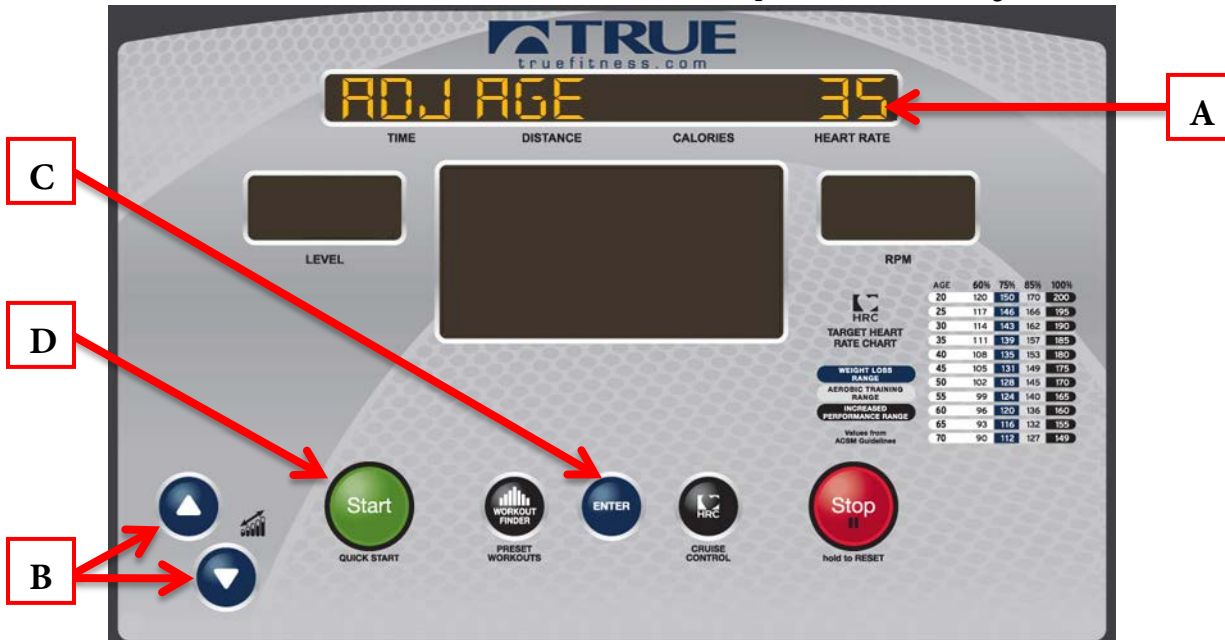 TRUE
truefitness.com
ADJ AGE 35
TIME DISTANCE CALORIES HEART RATE
A
C
LEVEL
RPM
D
HRC
TARGET HEART
RATE CHART
WEIGHT LOSS
RANGE
AEROBIC TRAINING
RANGE
INCREASED
PERFORMANCE RANGE
Values from
ACSM Guidelines
AGE 60% 75% 85% 100%
20 120 150 170 200
25 117 146 166 195
30 114 143 162 190
35 111 139 157 185
40 108 135 153 180
45 105 131 149 175
50 102 128 145 170
55 99 124 140 165
60 96 120 136 160
65 93 116 132 155
70 90 112 127 149
Start
QUICK START
WORKOUT
FINDER
PRESET
WORKOUTS
ENTER
HRC
CRUISE
CONTROL
Stop
hold to RESET
B